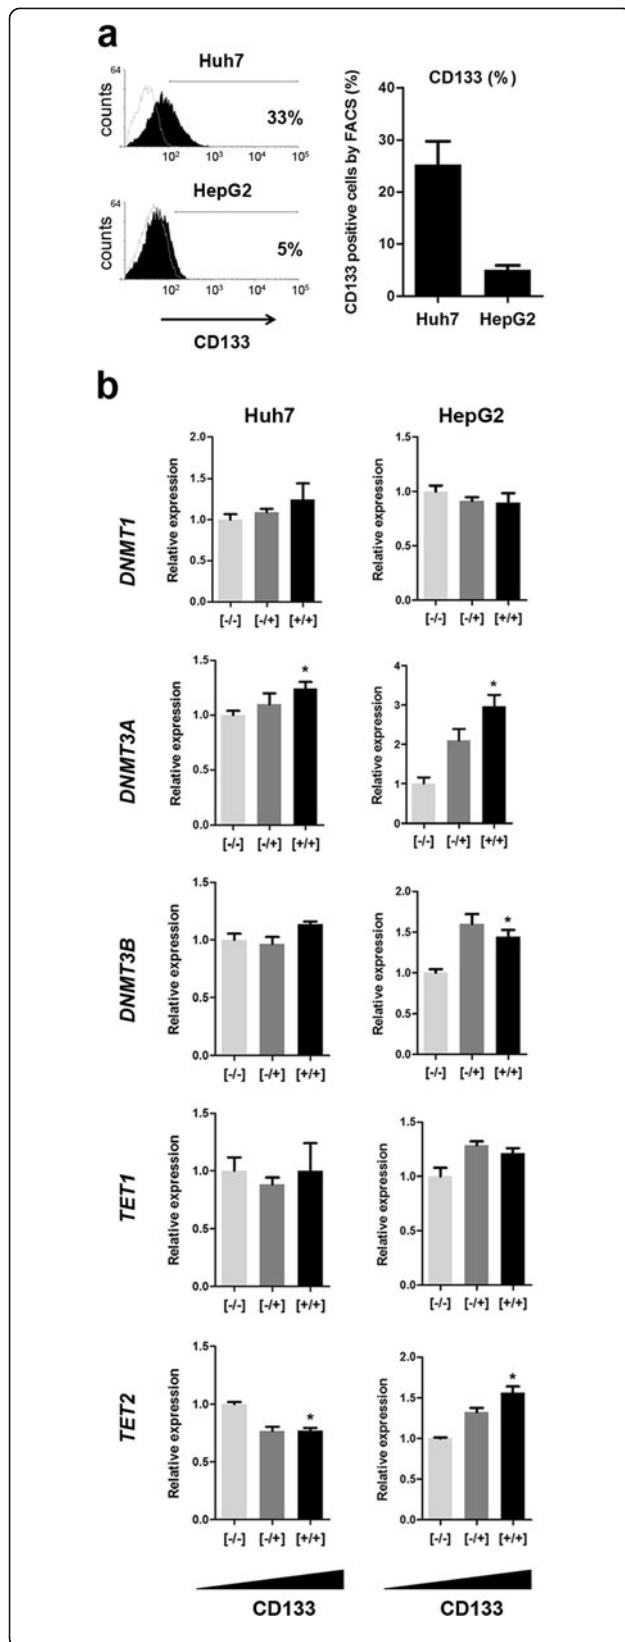 a
Huh7
64
counts
33%
10² 10³ 10⁴ 10⁵
HepG2
64
counts
5%
10² 10³ 10⁴ 10⁵
CD133
CD133 (%)
CD133 positive cells by FACS (%)
40
30
20
10
0
Huh7 HepG2
b
Huh7 HepG2
DNMT1
Relative expression
2.0
1.5
1.0
0.5
0.0
[-/-] [-/+] [+/+]
Relative expression
1.5
1.0
0.5
0.0
[-/-] [-/+] [+/+]
DNMT3A
Relative expression
1.5
1.0
0.5
0.0
*
[-/-] [-/+] [+/+]
Relative expression
4
3
2
1
0
*
[-/-] [-/+] [+/+]
DNMT3B
Relative expression
1.5
1.0
0.5
0.0
[-/-] [-/+] [+/+]
Relative expression
2.0
1.5
1.0
0.5
0.0
*
[-/-] [-/+] [+/+]
TET1
Relative expression
1.5
1.0
0.5
0.0
[-/-] [-/+] [+/+]
Relative expression
1.5
1.0
0.5
0.0
[-/-] [-/+] [+/+]
TET2
Relative expression
1.5
1.0
0.5
0.0
*
[-/-] [-/+] [+/+]
Relative expression
2.0
1.5
1.0
0.5
0.0
*
[-/-] [-/+] [+/+]
CD133 CD133